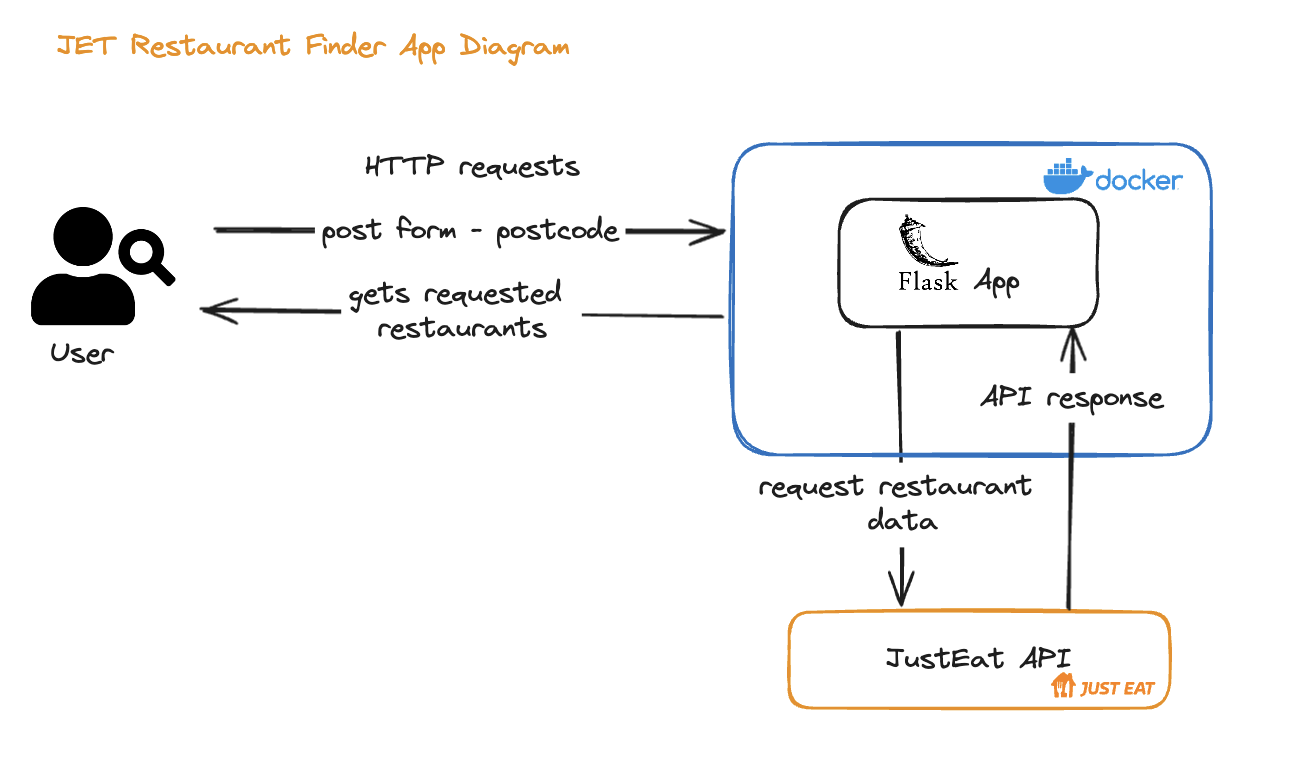 JET Restaurant Finder App Diagram
HTTP requests
post form - postcode
gets requested
restaurants
User
docker
Flask App
API response
request restaurant
data
JustEat API
JUST EAT